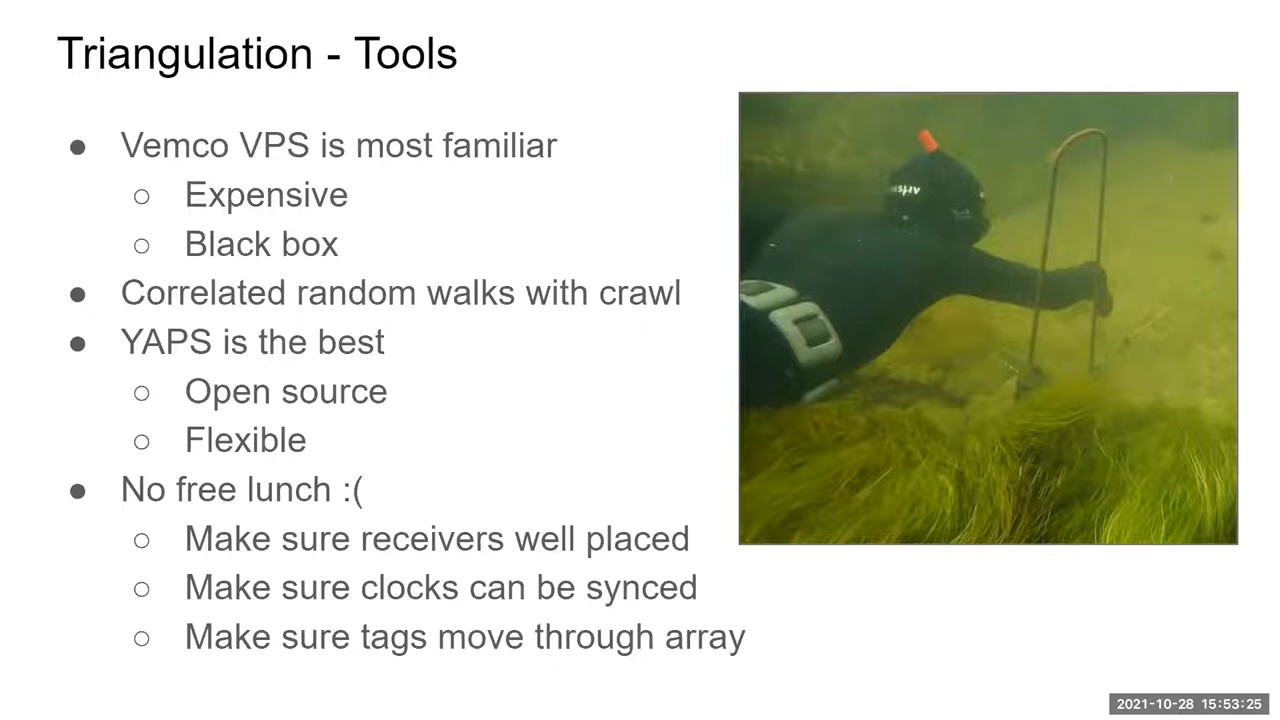 Triangulation - Tools
● Vemco VPS is most familiar
○ Expensive
○ Black box
● Correlated random walks with crawl
● YAPS is the best
○ Open source
○ Flexible
● No free lunch :(
○ Make sure receivers well placed
○ Make sure clocks can be synced
○ Make sure tags move through array
2021-10-28 15:53:25